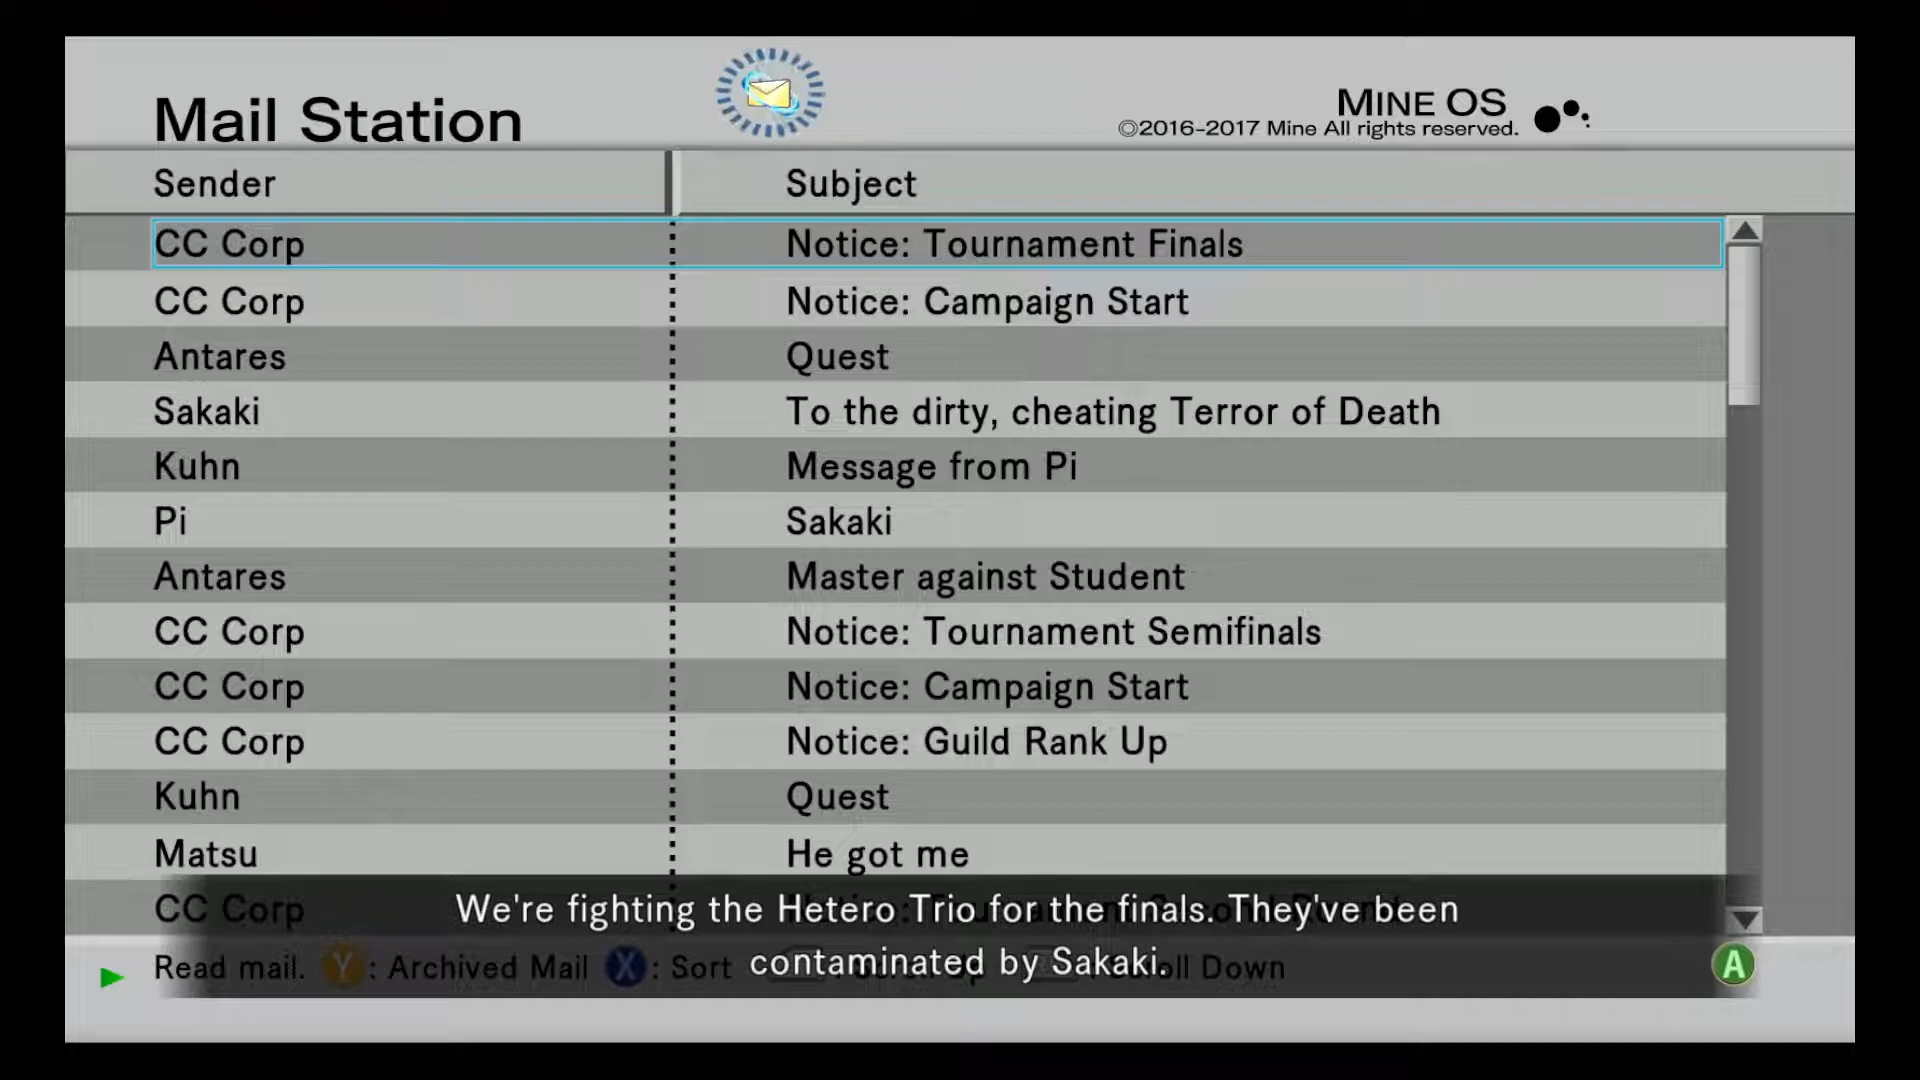 Mail Station
MINE OS
©2016-2017 Mine All rights reserved.
Sender Subject
CC Corp Notice: Tournament Finals
CC Corp Notice: Campaign Start
Antares Quest
Sakaki To the dirty, cheating Terror of Death
Kuhn Message from Pi
Pi Sakaki
Antares Master against Student
CC Corp Notice: Tournament Semifinals
CC Corp Notice: Campaign Start
CC Corp Notice: Guild Rank Up
Kuhn Quest
Matsu He got me
CC Corp
We're fighting the Hetero Trio for the finals. They've been
contaminated by Sakaki.
Read mail. Y: Archived Mail X: Sort Scroll Down
A